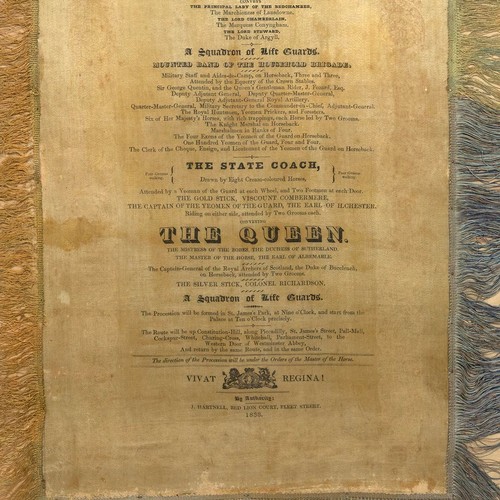 CONVEYS
THE PRINCIPAL LADY OF THE BEDCHAMBER,
The Marchioness of Lansdowne,
THE LORD CHAMBERLAIN,
The Marquess Conyngham.
THE LORD STEWARD,
The Duke of Argyll.
A Squadron of Life Guards.
MOUNTED BAND OF THE HOUSEHOLD BRIGADE,
Military Staff and Aides-de-Camp, on Horseback, Three and Three,
Attended by the Equerry of the Crown Stables,
Sir George Quentin, and the Queen's Gentleman Rider, J. Fozard, Esq.
Deputy Adjutant General, Deputy Quarter-Master-General,
Deputy Adjutant-General Royal Artillery,
Quarter-Master-General, Military Secretary to the Commander-in-Chief, Adjutant-General.
The Royal Huntsmen, Yeomen Prickers, and Foresters.
Six of Her Majesty's Horses, with rich trappings, each Horse led by Two Grooms.
The Knight Marshal on Horseback.
Marshalmen in Ranks of Four.
The Four Exons of the Yeomen of the Guard on Horseback.
One Hundred Yeomen of the Guard, Four and Four.
The Clerk of the Cheque, Ensign, and Lieutenant of the Yeomen of the Guard on Horseback.
THE STATE COACH,
Drawn by Eight Cream-coloured Horses.
Attended by a Yeoman of the Guard at each Wheel, and Two Footmen at each Door.
THE GOLD STICK, VISCOUNT COMBERMERE,
THE CAPTAIN OF THE YEOMEN OF THE GUARD, THE EARL OF ILCHESTER.
Riding on either side, attended by Two Grooms each.
CONVEYING
THE QUEEN.
THE MISTRESS OF THE ROBES, THE DUCHESS OF SUTHERLAND.
THE MASTER OF THE HORSE, THE EARL OF ALBEMARLE.
The Captain-General of the Royal Archers of Scotland, the Duke of Buccleuch,
on Horseback, attended by Two Grooms.
THE SILVER STICK, COLONEL RICHARDSON.
A Squadron of Life Guards.
The Procession will be formed in St. James's Park, at Nine o'Clock, and start from the
Palace at Ten o'Clock precisely.
The Route will be up Constitution-Hill, along Piccadilly, St. James's Street, Pall-Mall,
Cockspur-Street, Charing-Cross, Whitehall, Parliament-Street, to the
Western Door of Westminster Abbey,
And return by the same Route, and in the same Order.
The direction of the Procession will be under the Orders of the Master of the Horse.
VIVAT REGINA!
By Authority:
J. HARTNELL, RED LION COURT, FLEET STREET.
1838.